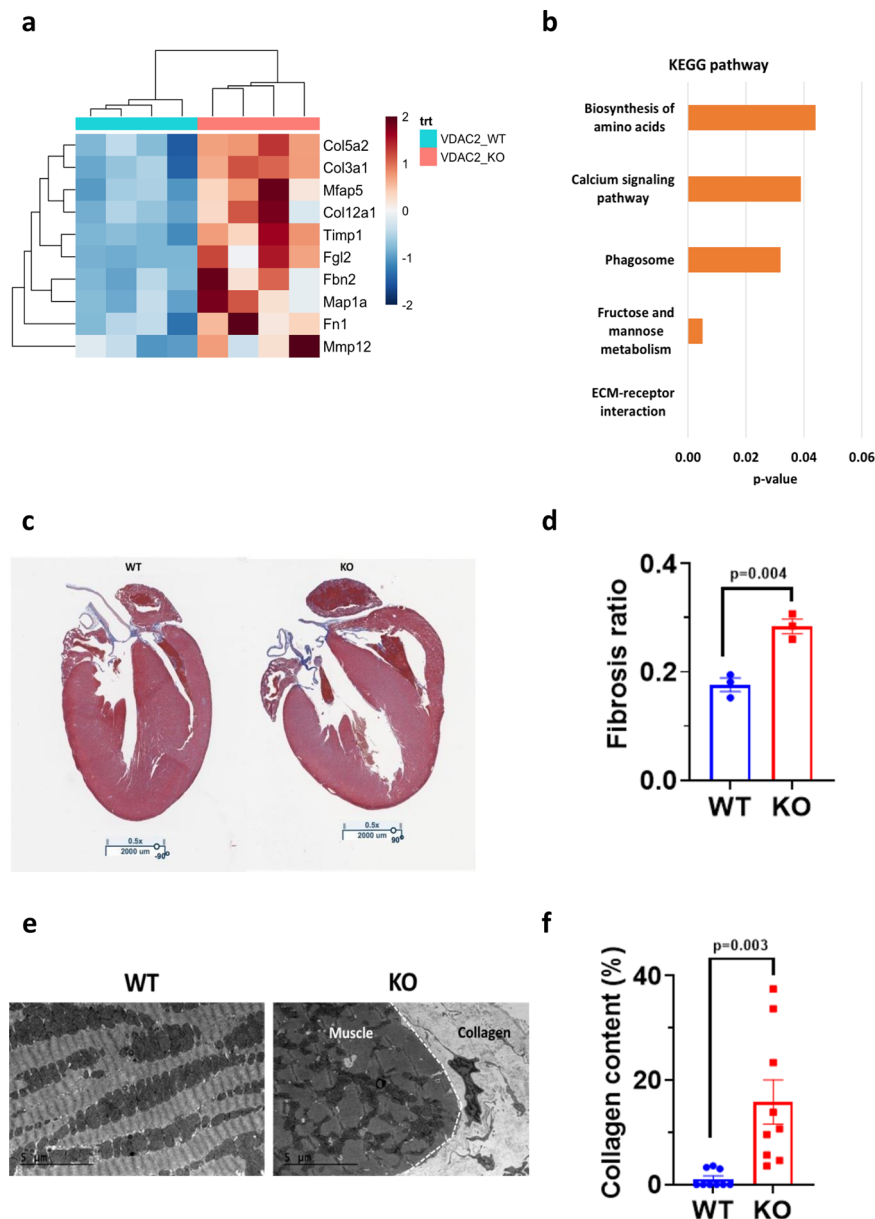 a
2
1
0
-1
-2
trt
VDAC2_WT
VDAC2_KO
Col5a2
Col3a1
Mfap5
Col12a1
Timp1
Fgl2
Fbn2
Map1a
Fn1
Mmp12
b
KEGG pathway
Biosynthesis of
amino acids
Calcium signaling
pathway
Phagosome
Fructose and
mannose
metabolism
ECM-receptor
interaction
0.00 0.02 0.04 0.06
p-value
c
WT
KO
0.5x
2000 um
-90°
0.5x
2000 um
90°
d
Fibrosis ratio
0.4
0.2
0.0
p=0.004
WT KO
e
WT
KO
Muscle
Collagen
5 µm
5 µm
f
Collagen content (%)
40
20
0
p=0.003
WT KO